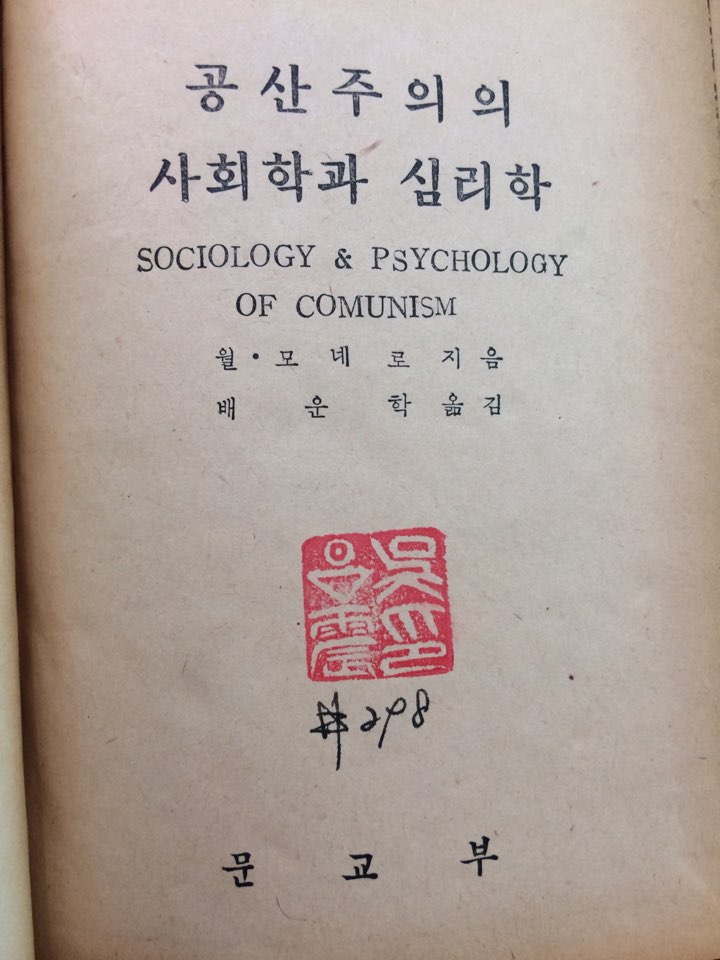 공산주의의
사회학과 심리학
SOCIOLOGY & PSYCHOLOGY
OF COMUNISM
월·모네로 지음
배운학 옮김
#298
문교부